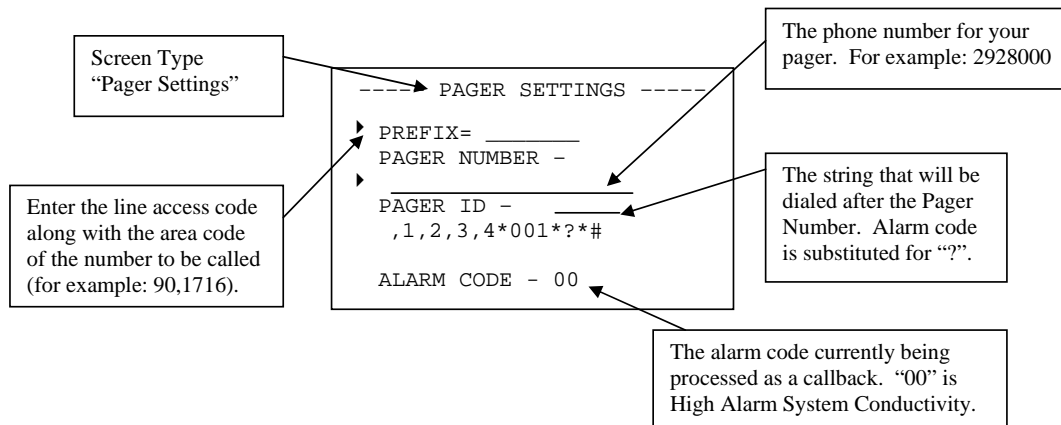 The phone number for your
pager. For example: 2928000
Screen Type
“Pager Settings”
----- PAGER SETTINGS -----
PREFIX= _______
PAGER NUMBER –
__________________
PAGER ID – _____
,1,2,3,4*001*?*#
ALARM CODE – 00
Enter the line access code
along with the area code
of the number to be called
(for example: 90,1716).
The string that will be
dialed after the Pager
Number. Alarm code
is substituted for “?”.
The alarm code currently being
processed as a callback. “00” is
High Alarm System Conductivity.